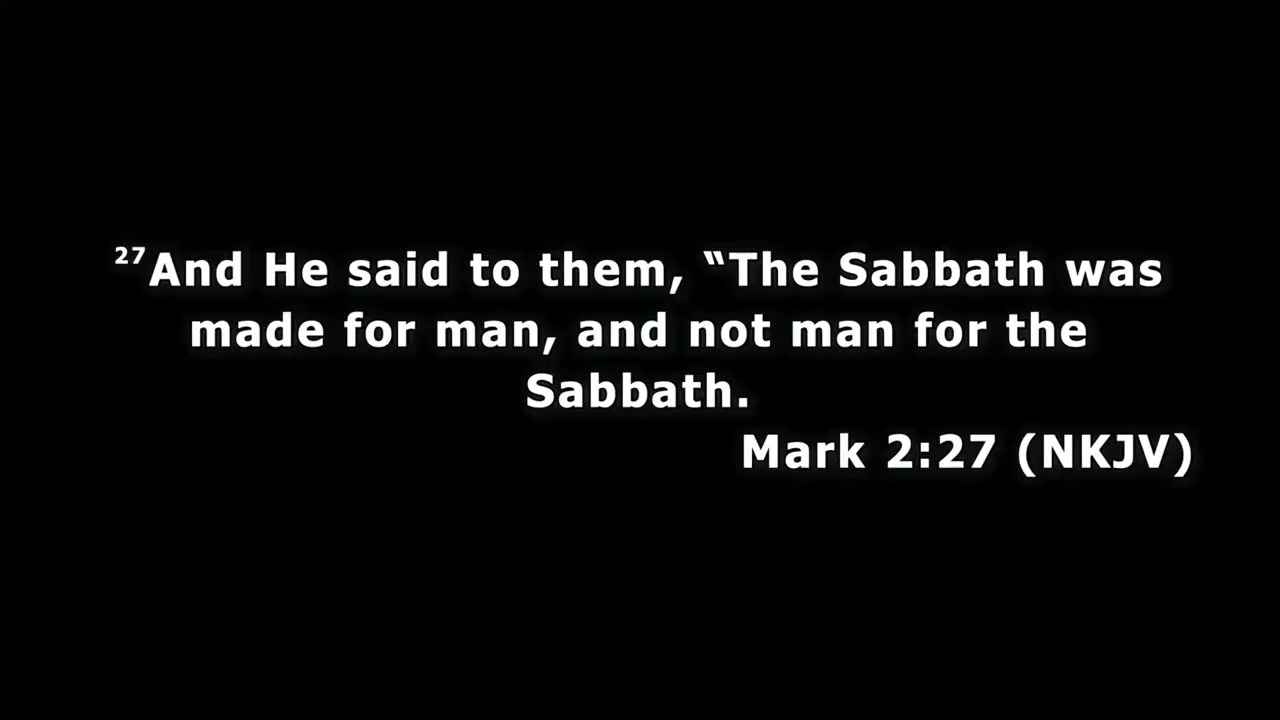 ²⁷And He said to them, “The Sabbath was
made for man, and not man for the
Sabbath.
Mark 2:27 (NKJV)